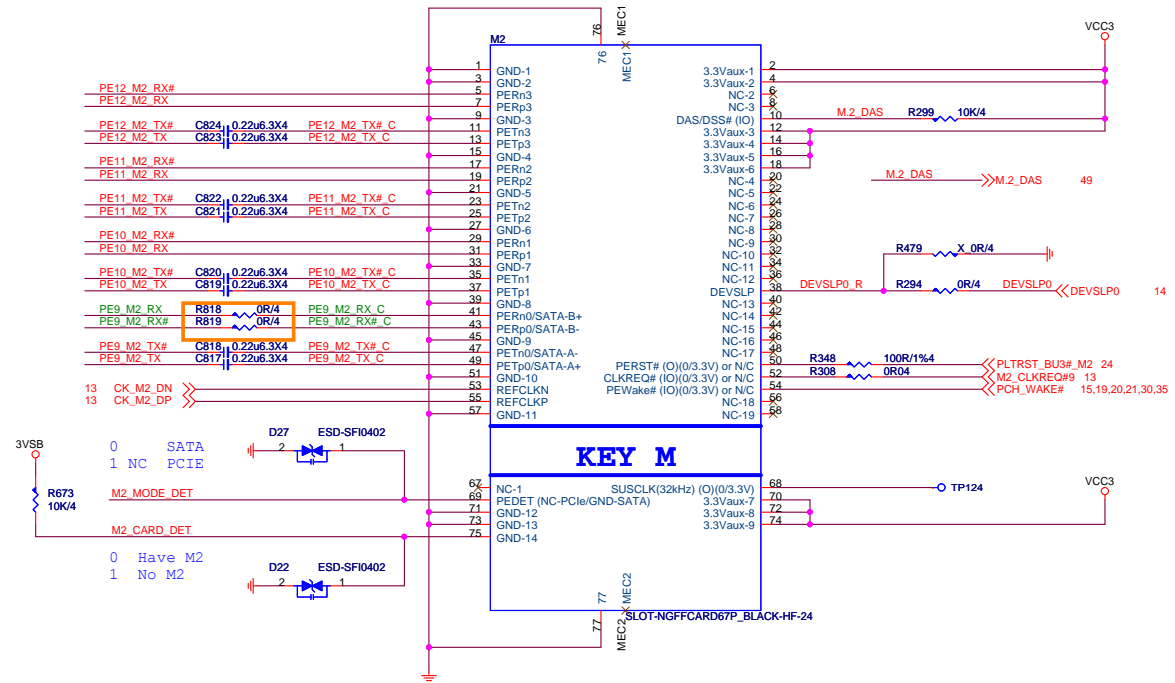 76
MEC1
VCC3
M2
76
MEC1
1 GND-1 3.3Vaux-1 2
3 GND-2 3.3Vaux-2 4
PE12_M2_RX# 5 PERn3 NC-2 6
PE12_M2_RX 7 PERp3 NC-3 8
9 GND-3 DAS/DSS# (IO) 10 M.2_DAS R299 10K/4
PE12_M2_TX# C824 0.22u6.3X4 PE12_M2_TX#_C 11 PETn3 3.3Vaux-3 12
PE12_M2_TX C823 0.22u6.3X4 PE12_M2_TX_C 13 PETp3 3.3Vaux-4 14
15 GND-4 3.3Vaux-5 16
PE11_M2_RX# 17 PERn2 3.3Vaux-6 18
PE11_M2_RX 19 PERp2 NC-4 20 M.2_DAS M.2_DAS 49
21 GND-5 NC-5 22
PE11_M2_TX# C822 0.22u6.3X4 PE11_M2_TX#_C 23 PETn2 NC-6 24
PE11_M2_TX C821 0.22u6.3X4 PE11_M2_TX_C 25 PETp2 NC-7 26
27 GND-6 NC-8 28
PE10_M2_RX# 29 PERn1 NC-9 30
PE10_M2_RX 31 PERp1 NC-10 32 R479 X_0R/4
33 GND-7 NC-11 34
PE10_M2_TX# C820 0.22u6.3X4 PE10_M2_TX#_C 35 PETn1 NC-12 36
PE10_M2_TX C819 0.22u6.3X4 PE10_M2_TX_C 37 PETp1 DEVSLP 38 DEVSLP0_R R294 0R/4 DEVSLP0 DEVSLP0 14
39 GND-8 NC-13 40
PE9_M2_RX R818 0R/4 PE9_M2_RX_C 41 PERn0/SATA-B+ NC-14 42
PE9_M2_RX# R819 0R/4 PE9_M2_RX#_C 43 PERp0/SATA-B- NC-15 44
45 GND-9 NC-16 46
PE9_M2_TX# C818 0.22u6.3X4 PE9_M2_TX#_C 47 PETn0/SATA-A- NC-17 48
PE9_M2_TX C817 0.22u6.3X4 PE9_M2_TX_C 49 PETp0/SATA-A+ PERST# (O)(0/3.3V) or N/C 50 R348 100R/1%4 PLTRST_BU3#_M2 24
51 GND-10 CLKREQ# (IO)(0/3.3V) or N/C 52 R308 0R04 M2_CLKREQ#9 13
13 CK_M2_DN 53 REFCLKN PEWake# (IO)(0/3.3V) or N/C 54 PCH_WAKE# 15,19,20,21,30,35
13 CK_M2_DP 55 REFCLKP NC-18 56
57 GND-11 NC-19 58
D27 ESD-SFI0402
2 1
3VSB
0 SATA
1 NC PCIE
KEY M
R673
10K/4
67 NC-1 SUSCLK(32kHz) (O)(0/3.3V) 68 TP124
M2_MODE_DET 69 PEDET (NC-PCIe/GND-SATA) 3.3Vaux-7 70 VCC3
71 GND-12 3.3Vaux-8 72
73 GND-13 3.3Vaux-9 74
M2_CARD_DET 75 GND-14
0 Have M2
1 No M2
D22 ESD-SFI0402
2 1
77
MEC2
77
MEC2
SLOT-NGFFCARD67P_BLACK-HF-24